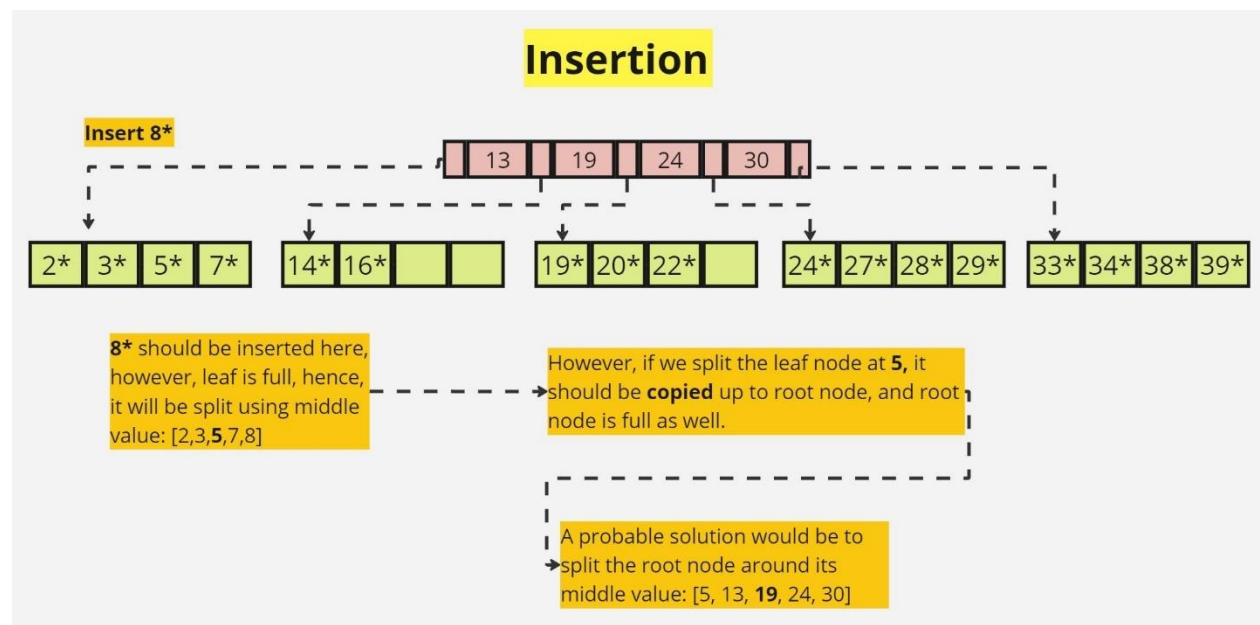 Insertion
Insert 8*
13 19 24 30
2* 3* 5* 7* 14* 16* 19* 20* 22* 24* 27* 28* 29* 33* 34* 38* 39*
8* should be inserted here,
however, leaf is full, hence,
it will be split using middle
value: [2,3,5,7,8]
However, if we split the leaf node at 5, it
should be copied up to root node, and root
node is full as well.
A probable solution would be to
split the root node around its
middle value: [5, 13, 19, 24, 30]